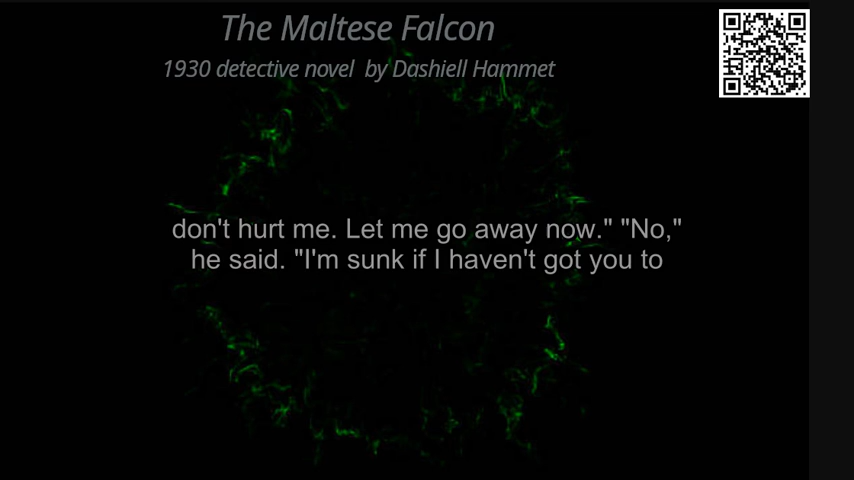 The Maltese Falcon
1930 detective novel by Dashiell Hammet
don't hurt me. Let me go away now." "No,"
he said. "I'm sunk if I haven't got you to